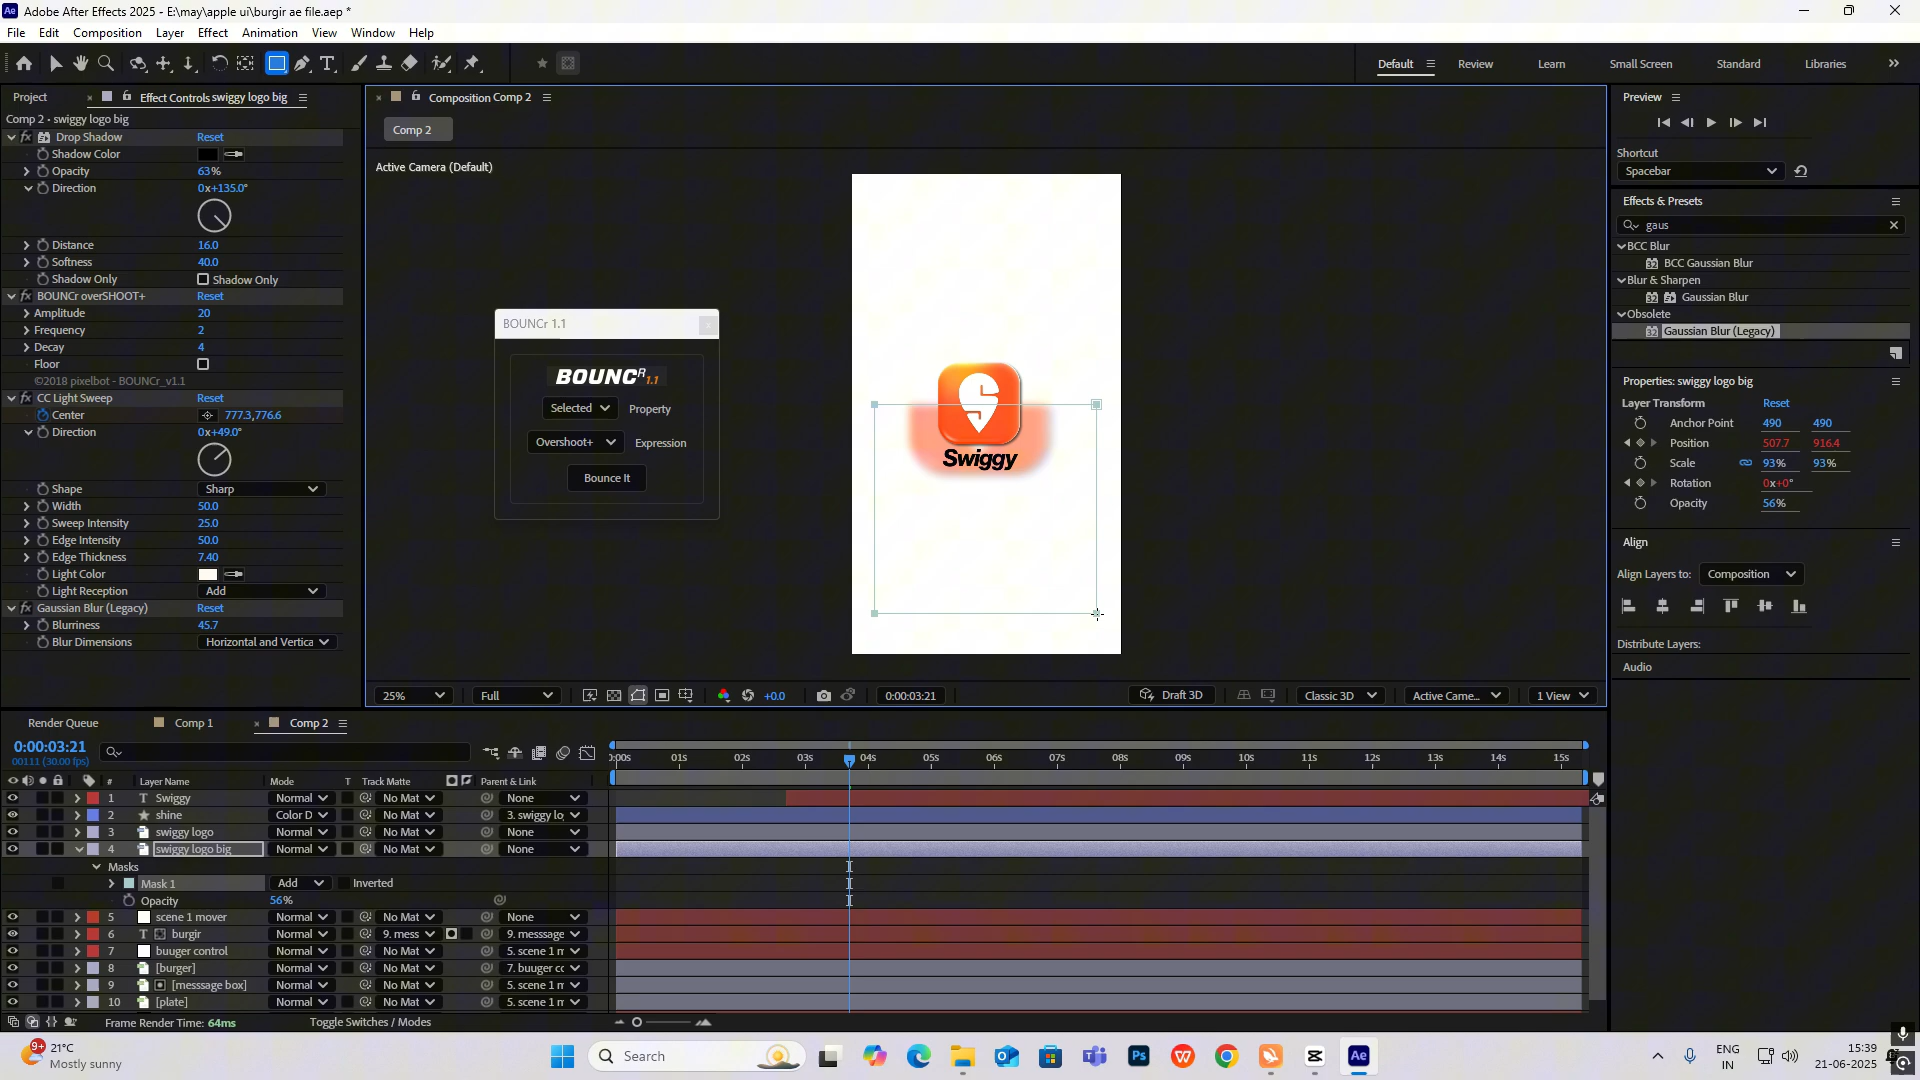 Adobe After Effects 2025 - E:\may\apple ui\burgir ae file.aep *
File Edit Composition Layer Effect Animation View Window Help
Default Review Learn Small Screen Standard Libraries
Project Effect Controls swiggy logo big
Composition Comp 2
Preview
Comp 2 - swiggy logo big
Comp 2
Active Camera (Default)
Drop Shadow Reset
Shadow Color
Opacity 63%
Direction 0x+135.0°
Distance 16.0
Softness 40.0
Shadow Only Shadow Only
BOUNCr overSHOOT+ Reset
Amplitude 20
Frequency 2
Decay 4
Floor
©2018 pixelbot - BOUNCr_v1.1
CC Light Sweep Reset
Center 777.3,776.6
Direction 0x+49.0°
Shape Sharp
Width 50.0
Sweep Intensity 25.0
Edge Intensity 50.0
Edge Thickness 7.40
Light Color
Light Reception Add
Gaussian Blur (Legacy) Reset
Blurriness 45.7
Blur Dimensions Horizontal and Vertica
BOUNCr 1.1
BOUNCR 1.1
Selected Property
Overshoot+ Expression
Bounce It
Swiggy
Shortcut
Spacebar
Effects & Presets
gaus
BCC Blur
32 BCC Gaussian Blur
Blur & Sharpen
32 Gaussian Blur
Obsolete
32 Gaussian Blur (Legacy)
Properties: swiggy logo big
Layer Transform Reset
Anchor Point 490 490
Position 507.7 916.4
Scale 93% 93%
Rotation 0x+0°
Opacity 56%
Align
Align Layers to: Composition
Distribute Layers:
Audio
25% Full +0.0 0:00:03:21 Draft 3D Classic 3D Active Came... 1 View
Render Queue Comp 1 Comp 2
0:00:03:21
00111 (30.00 fps)
0:00s 01s 02s 03s 04s 05s 06s 07s 08s 09s 10s 11s 12s 13s 14s 15s
# Layer Name Mode T Track Matte Parent & Link
1 T Swiggy Normal No Mat None
2 shine Color D No Mat 3. swiggy lo
3 swiggy logo Normal No Mat None
4 swiggy logo big Normal No Mat None
Masks
Mask 1 Add Inverted
Opacity 56%
5 scene 1 mover Normal No Mat None
6 T burgir Normal 9. mess 9. messsage
7 buuger control Normal No Mat 5. scene 1 n
8 [burger] Normal No Mat 7. buuger cc
9 [messsage box] Normal No Mat 5. scene 1 n
10 [plate] Normal No Mat 5. scene 1 n
Frame Render Time: 64ms Toggle Switches / Modes
9+
21°C
Mostly sunny
Search
ENG
IN
15:39
21-06-2025